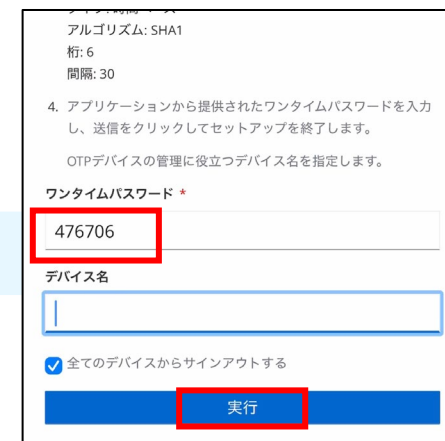 アルゴリズム: SHA1
桁: 6
間隔: 30
4. アプリケーションから提供されたワンタイムパスワードを入力
し、送信をクリックしてセットアップを終了します。
OTPデバイスの管理に役立つデバイス名を指定します。
ワンタイムパスワード *
476706
デバイス名
全てのデバイスからサインアウトする
実行